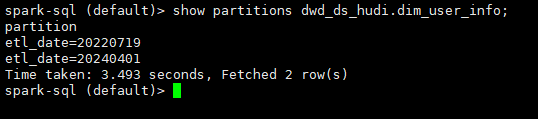 spark-sql (default)> show partitions dwd_ds_hudi.dim_user_info;
partition
etl_date=20220719
etl_date=20240401
Time taken: 3.493 seconds, Fetched 2 row(s)
spark-sql (default)>